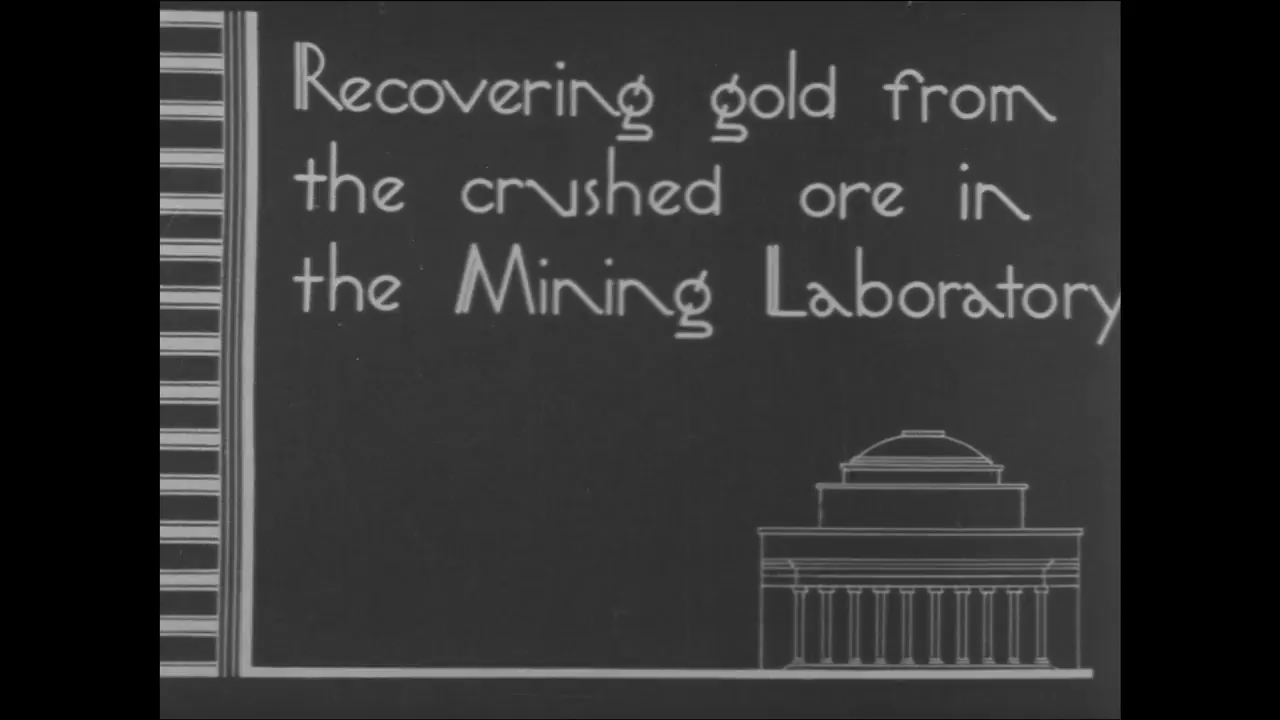 Recovering gold from
the crushed ore in
the Mining Laboratory